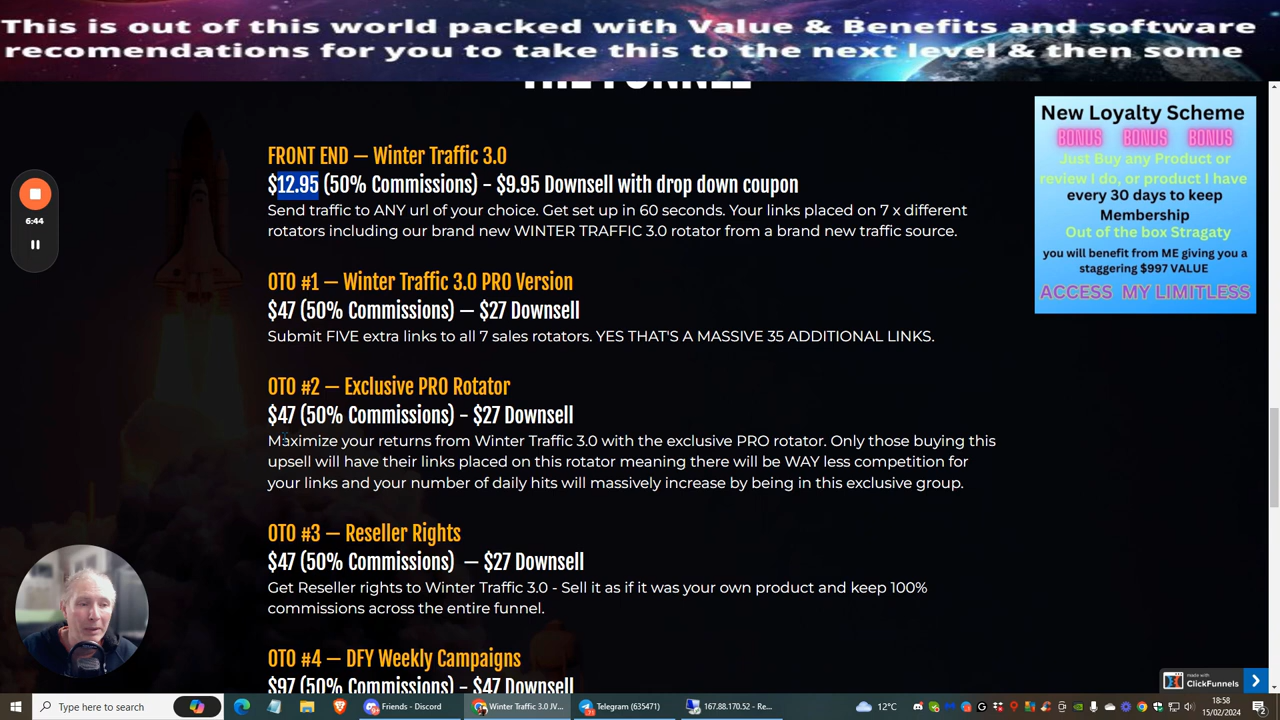 This is out of this world packed with Value & Benefits and software
recomendations for you to take this to the next level & then some
THE FUNNEL
FRONT END — Winter Traffic 3.0
$12.95 (50% Commissions) - $9.95 Downsell with drop down coupon
Send traffic to ANY url of your choice. Get set up in 60 seconds. Your links placed on 7 x different
rotators including our brand new WINTER TRAFFIC 3.0 rotator from a brand new traffic source.
OTO #1 — Winter Traffic 3.0 PRO Version
$47 (50% Commissions) — $27 Downsell
Submit FIVE extra links to all 7 sales rotators. YES THAT'S A MASSIVE 35 ADDITIONAL LINKS.
OTO #2 — Exclusive PRO Rotator
$47 (50% Commissions) - $27 Downsell
Maximize your returns from Winter Traffic 3.0 with the exclusive PRO rotator. Only those buying this
upsell will have their links placed on this rotator meaning there will be WAY less competition for
your links and your number of daily hits will massively increase by being in this exclusive group.
OTO #3 — Reseller Rights
$47 (50% Commissions) — $27 Downsell
Get Reseller rights to Winter Traffic 3.0 - Sell it as if it was your own product and keep 100%
commissions across the entire funnel.
OTO #4 — DFY Weekly Campaigns
$97 (50% Commissions) - $47 Downsell
New Loyalty Scheme
BONUS BONUS BONUS
Just Buy any Product or
review I do, or product I have
every 30 days to keep
Membership
Out of the box Stragaty
you will benefit from ME giving you a
staggering $997 VALUE
ACCESS MY LIMITLESS
6:44
made with
ClickFunnels
Type here to search
Friends - Discord
Winter Traffic 3.0 JV...
Telegram (635471)
167.88.170.52 - Re...
12°C
18:58
15/02/2024
2